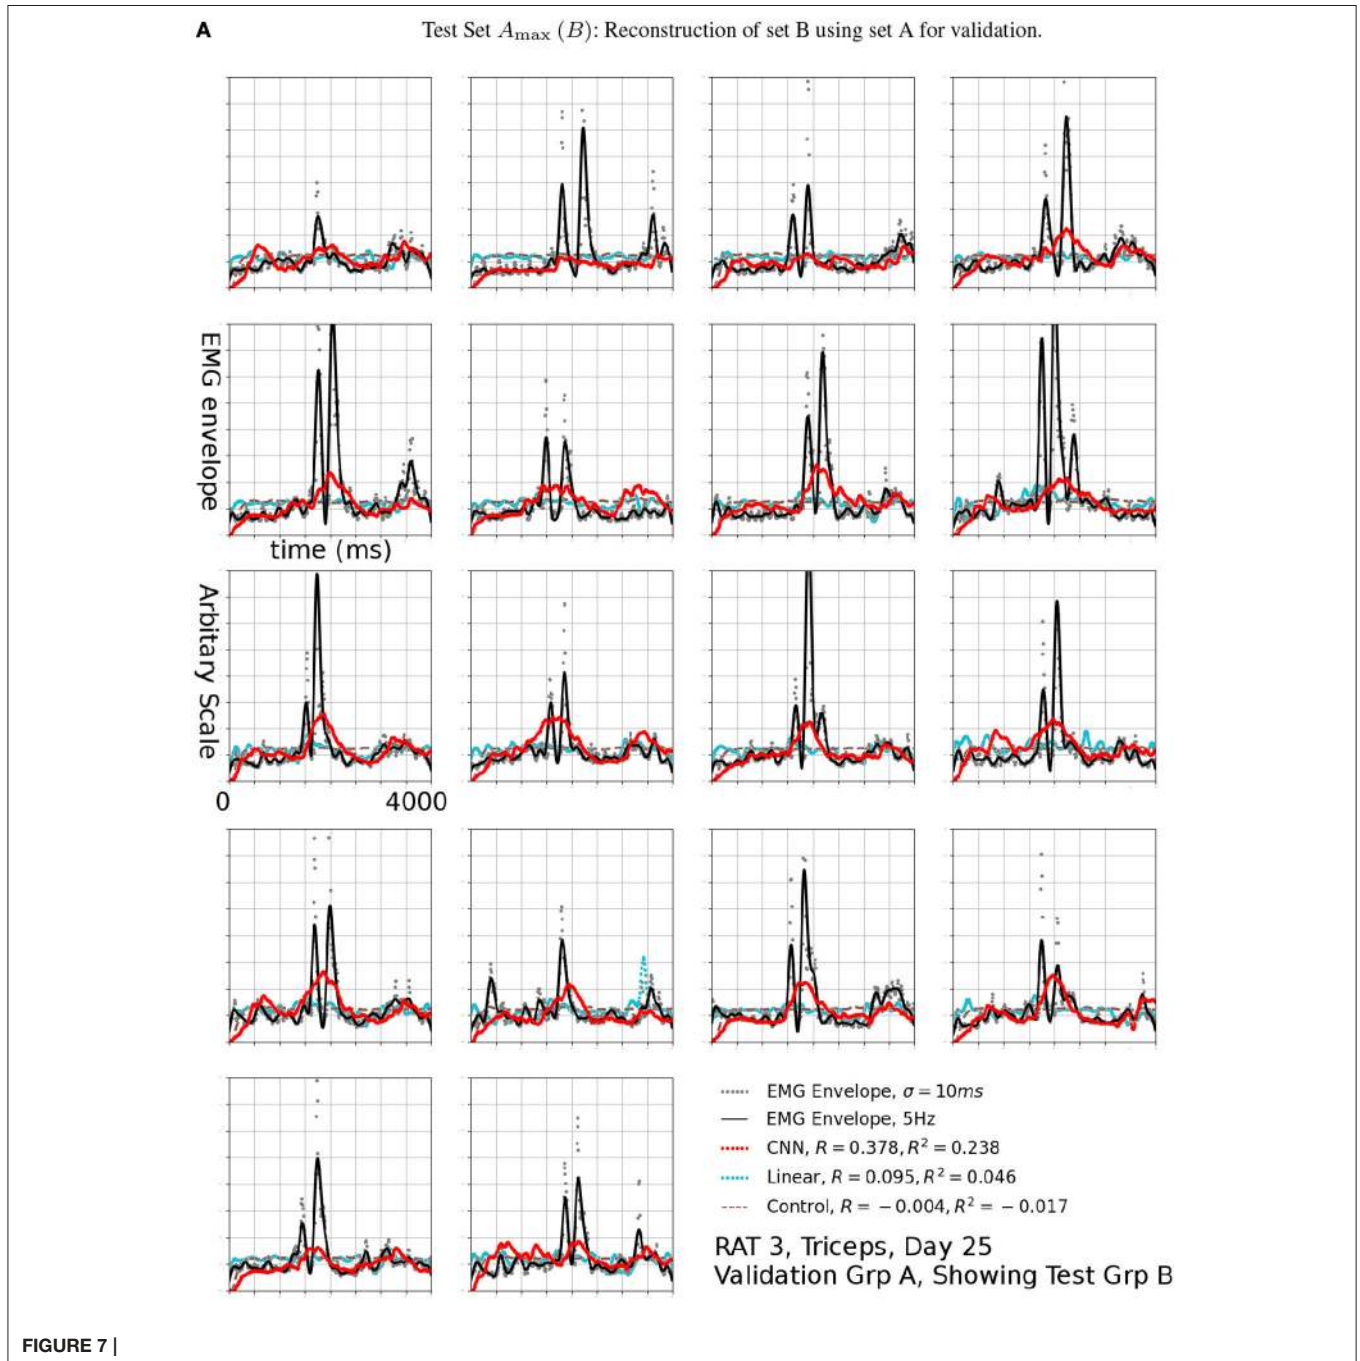 A
Test Set A_max (B): Reconstruction of set B using set A for validation.
EMG envelope
time (ms)
Arbitary Scale
0
4000
EMG Envelope, σ = 10ms
EMG Envelope, 5Hz
CNN, R = 0.378, R² = 0.238
Linear, R = 0.095, R² = 0.046
Control, R = − 0.004, R² = − 0.017
RAT 3, Triceps, Day 25
Validation Grp A, Showing Test Grp B
FIGURE 7 |